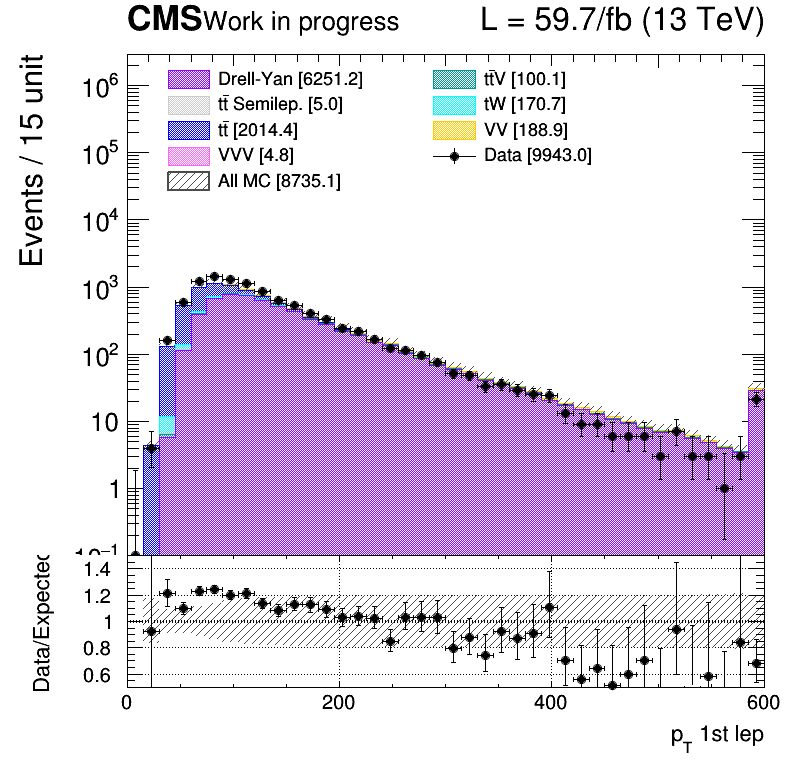 CMS Work in progress L = 59.7/fb (13 TeV)
Events / 15 unit
Drell-Yan [6251.2]
tt̄ Semilep. [5.0]
tt̄ [2014.4]
VVV [4.8]
All MC [8735.1]
tt̄V [100.1]
tW [170.7]
VV [188.9]
Data [9943.0]
10⁶
10⁵
10⁴
10³
10²
10
1
10⁻¹
Data/Expected
1.4
1.2
1
0.8
0.6
0 200 400 600
p_T 1st lep